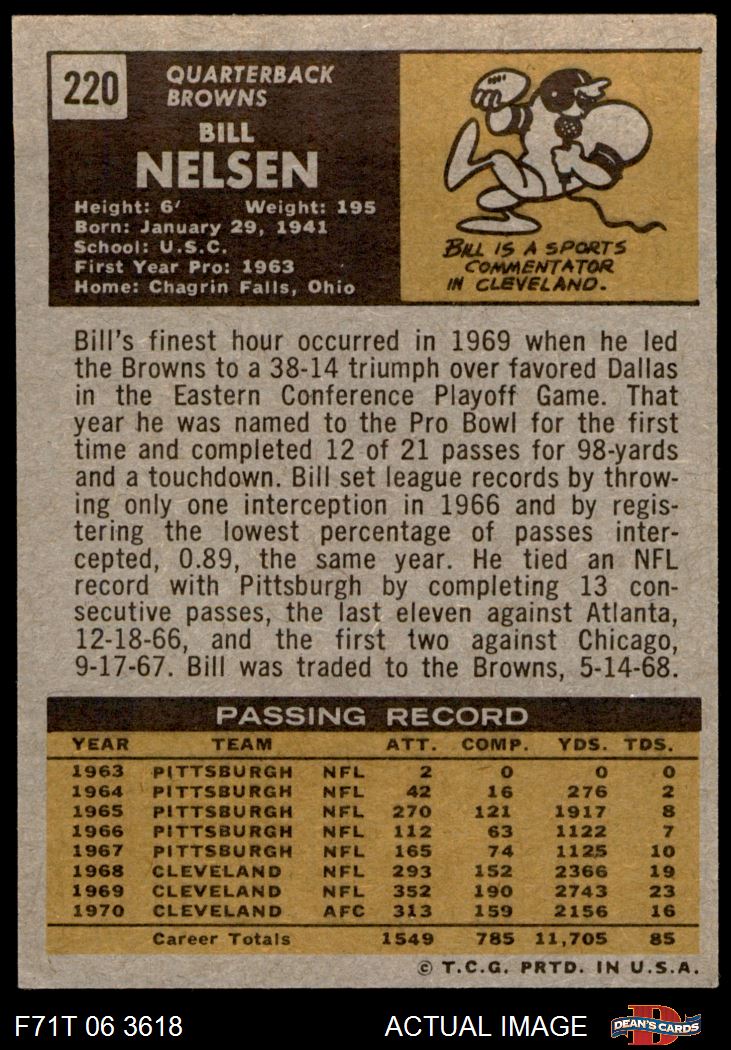 220
QUARTERBACK
BROWNS
BILL
NELSEN
Height: 6' Weight: 195
Born: January 29, 1941
School: U.S.C.
First Year Pro: 1963
Home: Chagrin Falls, Ohio
BILL IS A SPORTS
COMMENTATOR
IN CLEVELAND.
Bill's finest hour occurred in 1969 when he led
the Browns to a 38-14 triumph over favored Dallas
in the Eastern Conference Playoff Game. That
year he was named to the Pro Bowl for the first
time and completed 12 of 21 passes for 98-yards
and a touchdown. Bill set league records by throw-
ing only one interception in 1966 and by regis-
tering the lowest percentage of passes inter-
cepted, 0.89, the same year. He tied an NFL
record with Pittsburgh by completing 13 con-
secutive passes, the last eleven against Atlanta,
12-18-66, and the first two against Chicago,
9-17-67. Bill was traded to the Browns, 5-14-68.
PASSING RECORD
YEAR TEAM ATT. COMP. YDS. TDS.
1963 PITTSBURGH NFL 2 0 0 0
1964 PITTSBURGH NFL 42 16 276 2
1965 PITTSBURGH NFL 270 121 1917 8
1966 PITTSBURGH NFL 112 63 1122 7
1967 PITTSBURGH NFL 165 74 1125 10
1968 CLEVELAND NFL 293 152 2366 19
1969 CLEVELAND NFL 352 190 2743 23
1970 CLEVELAND AFC 313 159 2156 16
Career Totals 1549 785 11,705 85
© T.C.G. PRTD. IN U.S.A.
F71T 06 3618 ACTUAL IMAGE
D
DEAN'S CARDS